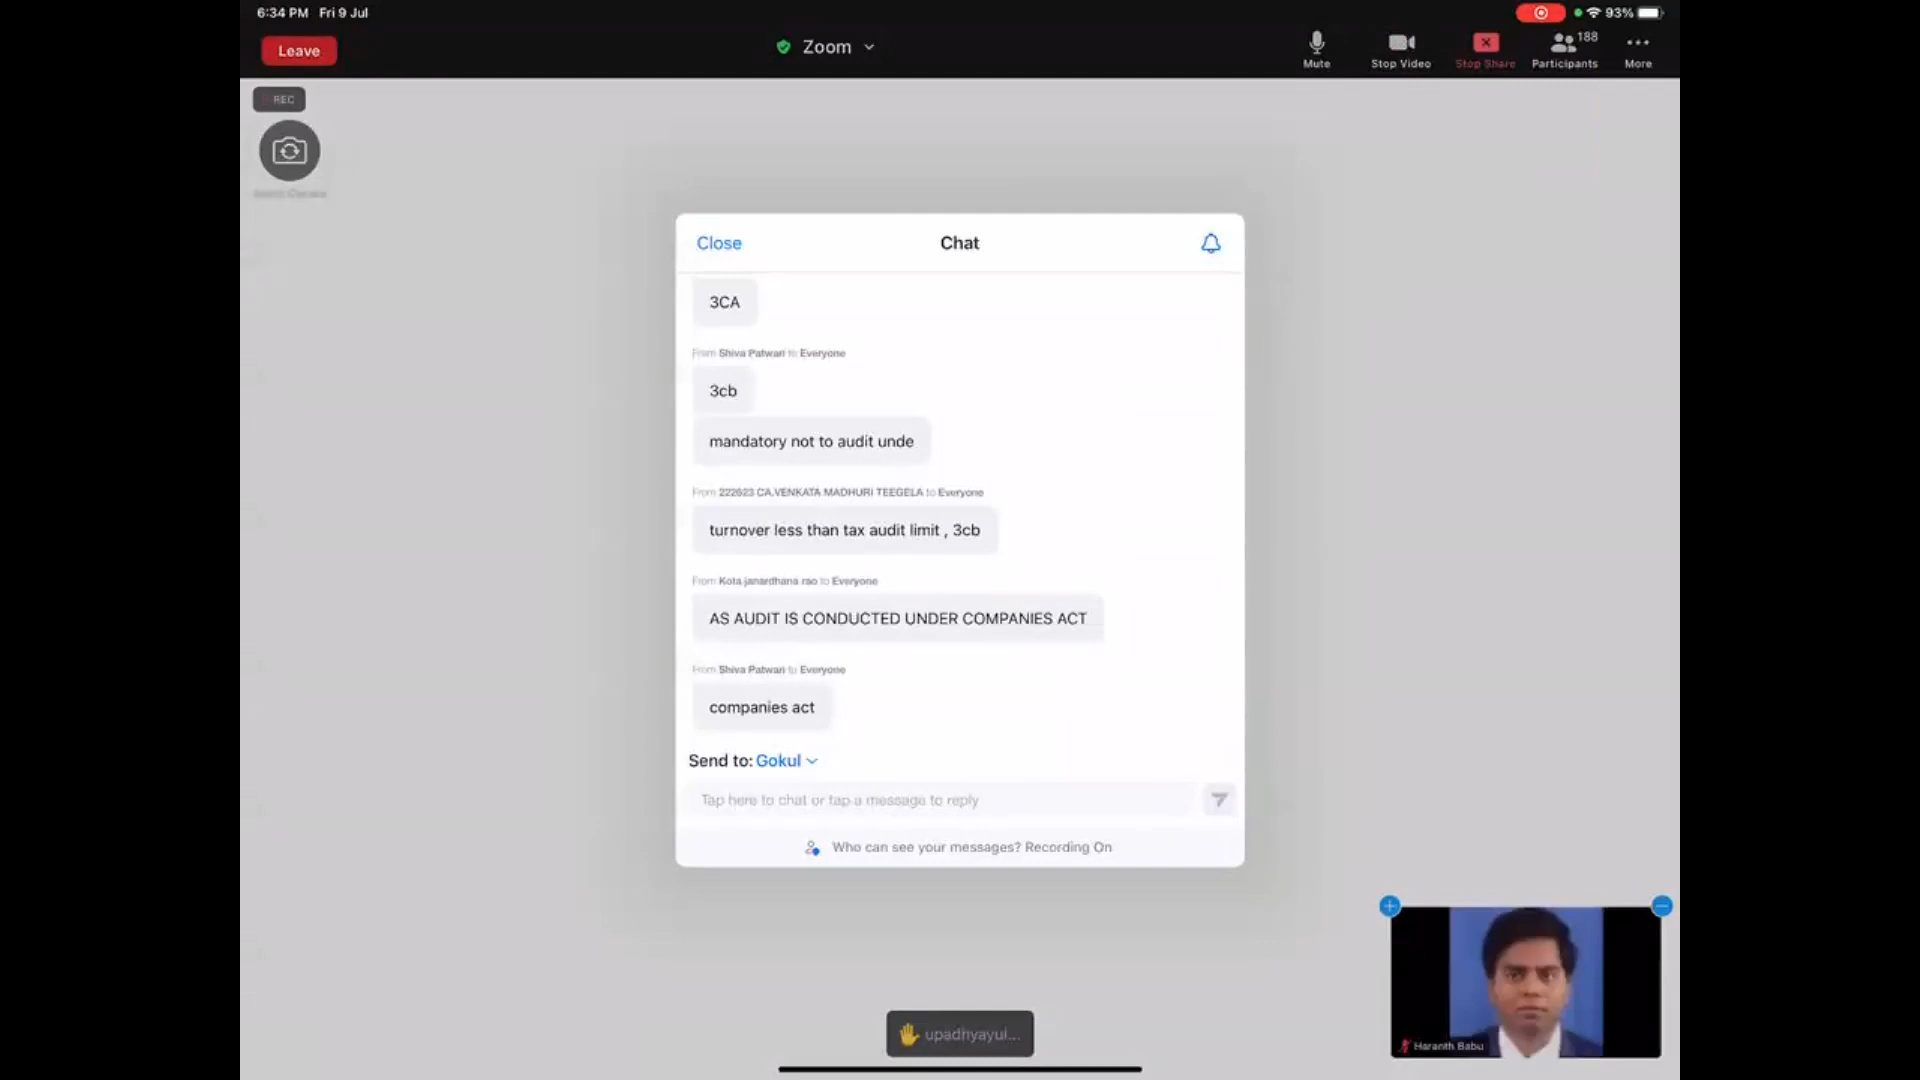 6:34 PM Fri 9 Jul
93%
Leave
Zoom
Mute
Stop Video
Stop Share
188
Participants
More
REC
Close
Chat
3CA
From Shiva Patwari to Everyone
3cb
mandatory not to audit unde
From 222623 CA.VENKATA MADHURI TEEGELA to Everyone
turnover less than tax audit limit , 3cb
From Kota.janardhana rao to Everyone
AS AUDIT IS CONDUCTED UNDER COMPANIES ACT
From Shiva Patwari to Everyone
companies act
Send to: Gokul
Tap here to chat or tap a message to reply
Who can see your messages? Recording On
Haranth Babu
upadhyayul...